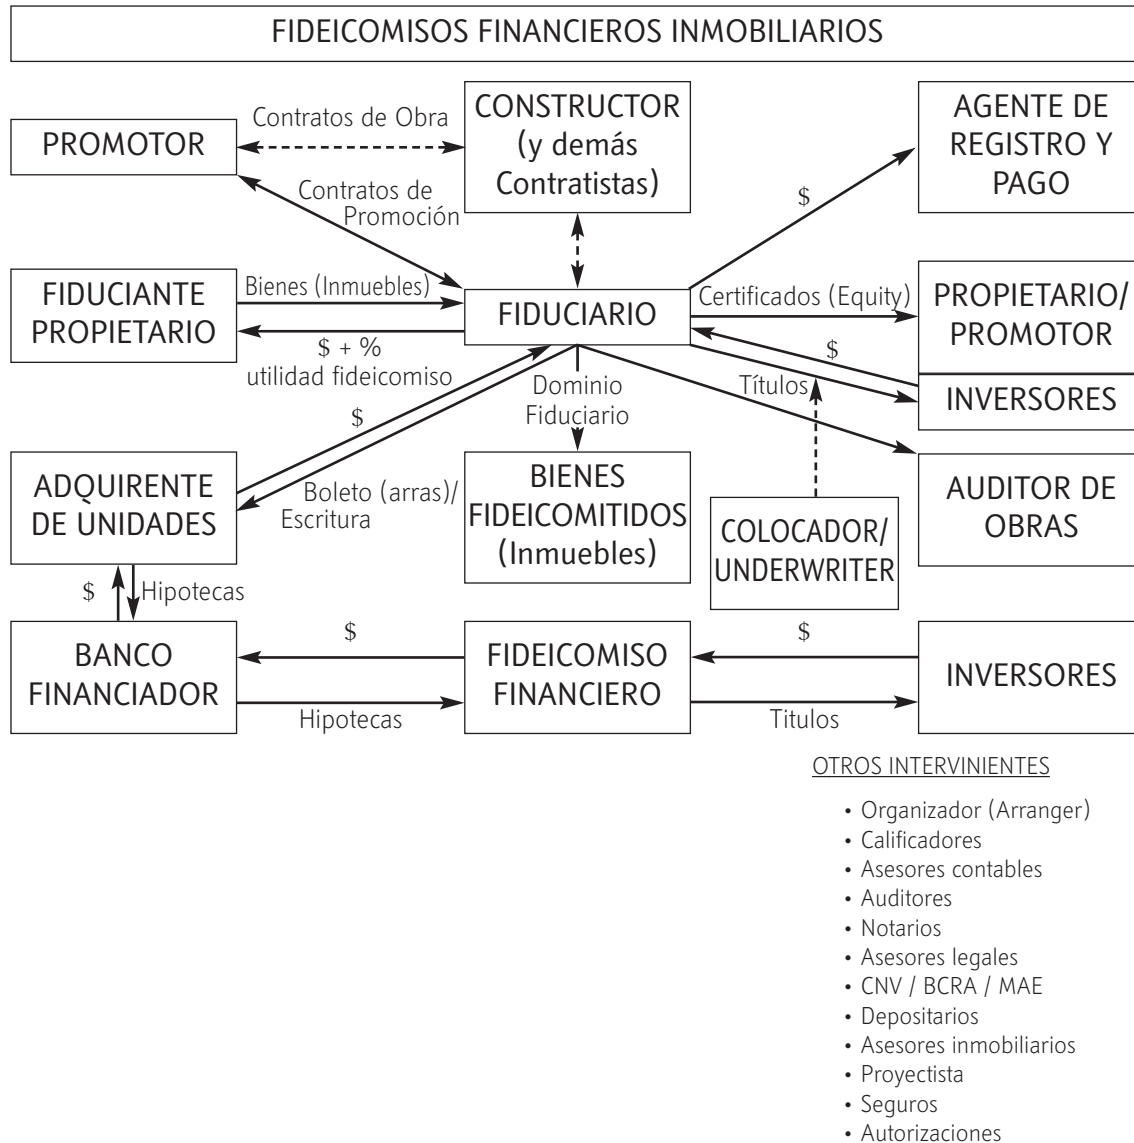 FIDEICOMISOS FINANCIEROS INMOBILIARIOS
PROMOTOR
Contratos de Obra
CONSTRUCTOR
(y demás
Contratistas)
AGENTE DE
REGISTRO Y
PAGO
Contratos de
Promoción
$
FIDUCIANTE
PROPIETARIO
Bienes (Inmuebles)
$ + %
utilidad fideicomiso
FIDUCIARIO
Certificados (Equity)
PROPIETARIO/
PROMOTOR
$
Títulos
INVERSORES
Dominio
Fiduciario
$
ADQUIRENTE
DE UNIDADES
Boleto (arras)/
Escritura
BIENES
FIDEICOMITIDOS
(Inmuebles)
COLOCADOR/
UNDERWRITER
AUDITOR DE
OBRAS
$
Hipotecas
BANCO
FINANCIADOR
$
Hipotecas
FIDEICOMISO
FINANCIERO
$
Titulos
INVERSORES
OTROS INTERVINIENTES
• Organizador (Arranger)
• Calificadores
• Asesores contables
• Auditores
• Notarios
• Asesores legales
• CNV / BCRA / MAE
• Depositarios
• Asesores inmobiliarios
• Proyectista
• Seguros
• Autorizaciones